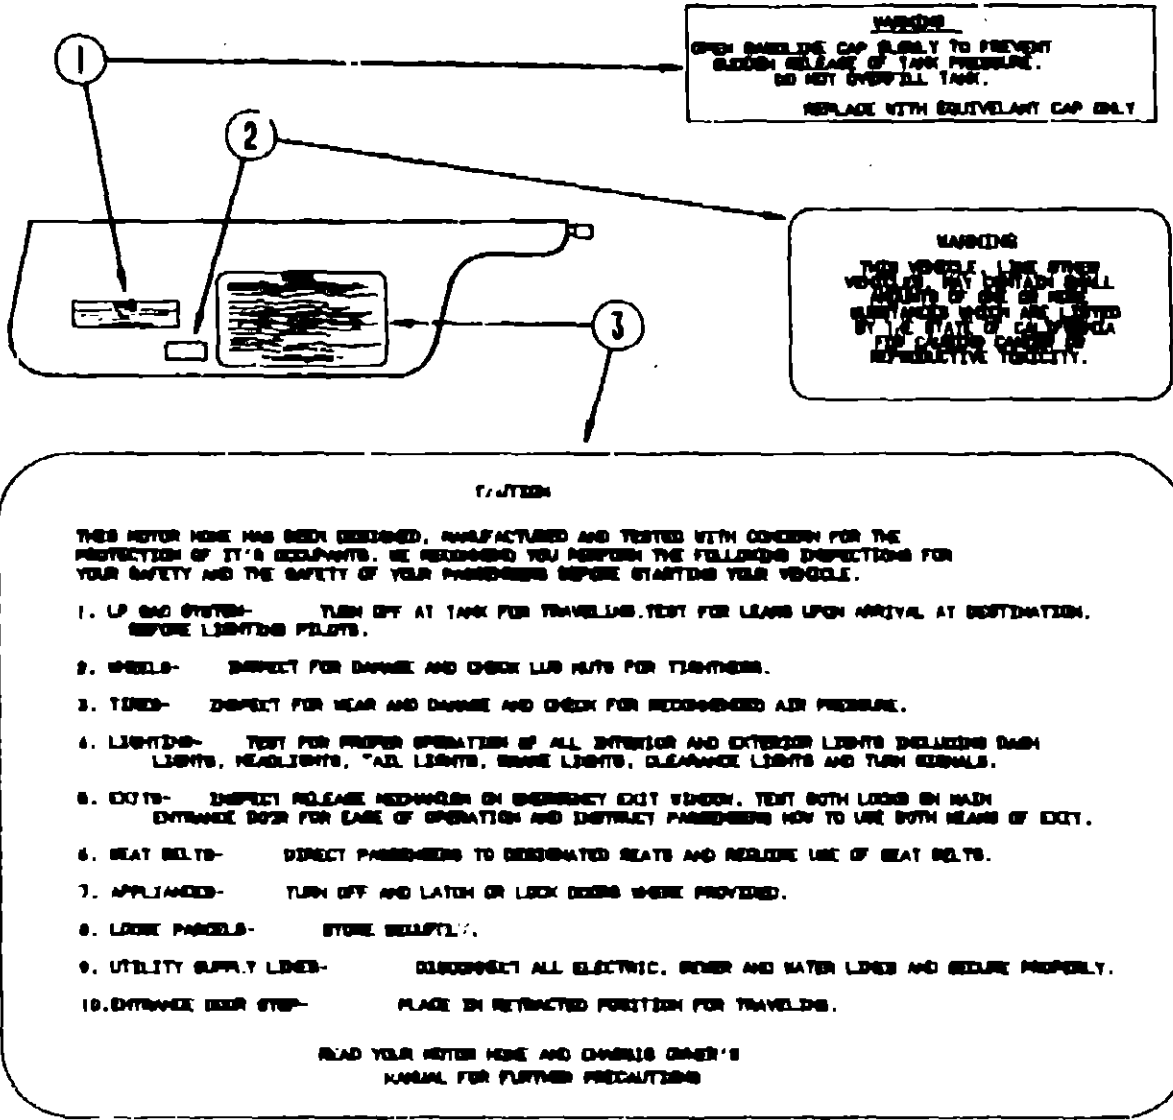 1
WARNING
OPEN GASOLINE CAP SLOWLY TO PREVENT
SUDDEN RELEASE OF TANK PRESSURE.
DO NOT OVERFILL TANK.
REPLACE WITH EQUIVELANT CAP ONLY
2
WARNING
THIS VEHICLE, LIKE OTHER
VEHICLES, MAY CONTAIN SMALL
AMOUNTS OF ONE OR MORE
SUBSTANCES WHICH ARE LISTED
BY THE STATE OF CALIFORNIA
FOR CAUSING CANCER OR
REPRODUCTIVE TOXICITY.
3
CAUTION
THIS MOTOR HOME HAS BEEN DESIGNED, MANUFACTURED AND TESTED WITH CONCERN FOR THE
PROTECTION OF IT'S OCCUPANTS. WE RECOMMEND YOU PERFORM THE FOLLOWING INSPECTIONS FOR
YOUR SAFETY AND THE SAFETY OF YOUR PASSENGERS BEFORE STARTING YOUR VEHICLE.
1. LP GAS SYSTEM- TURN OFF AT TANK FOR TRAVELING.TEST FOR LEAKS UPON ARRIVAL AT DESTINATION.
BEFORE LIGHTING PILOTS.
2. WHEELS- INSPECT FOR DAMAGE AND CHECK LUG NUTS FOR TIGHTNESS.
3. TIRES- INSPECT FOR WEAR AND DAMAGE AND CHECK FOR RECOMMENDED AIR PRESSURE.
4. LIGHTING- TEST FOR PROPER OPERATION OF ALL INTERIOR AND EXTERIOR LIGHTS INCLUDING DASH
LIGHTS, HEADLIGHTS, TAIL LIGHTS, BRAKE LIGHTS, CLEARANCE LIGHTS AND TURN SIGNALS.
5. EXITS- INSPECT RELEASE MECHANISM ON EMERGENCY EXIT WINDOW. TEST BOTH LOCKS ON MAIN
ENTRANCE DOOR FOR EASE OF OPERATION AND INSTRUCT PASSENGERS HOW TO USE BOTH MEANS OF EXIT.
6. SEAT BELTS- DIRECT PASSENGERS TO DESIGNATED SEATS AND REQUIRE USE OF SEAT BELTS.
7. APPLIANCES- TURN OFF AND LATCH OR LOCK DOORS WHERE PROVIDED.
8. LOOSE PARCELS- STORE SECURELY.
9. UTILITY SUPPLY LINES- DISCONNECT ALL ELECTRIC, SEWER AND WATER LINES AND SECURE PROPERLY.
10.ENTRANCE DOOR STEP- PLACE IN RETRACTED POSITION FOR TRAVELING.
READ YOUR MOTOR HOME AND CHASSIS OWNER'S
MANUAL FOR FURTHER PRECAUTIONS